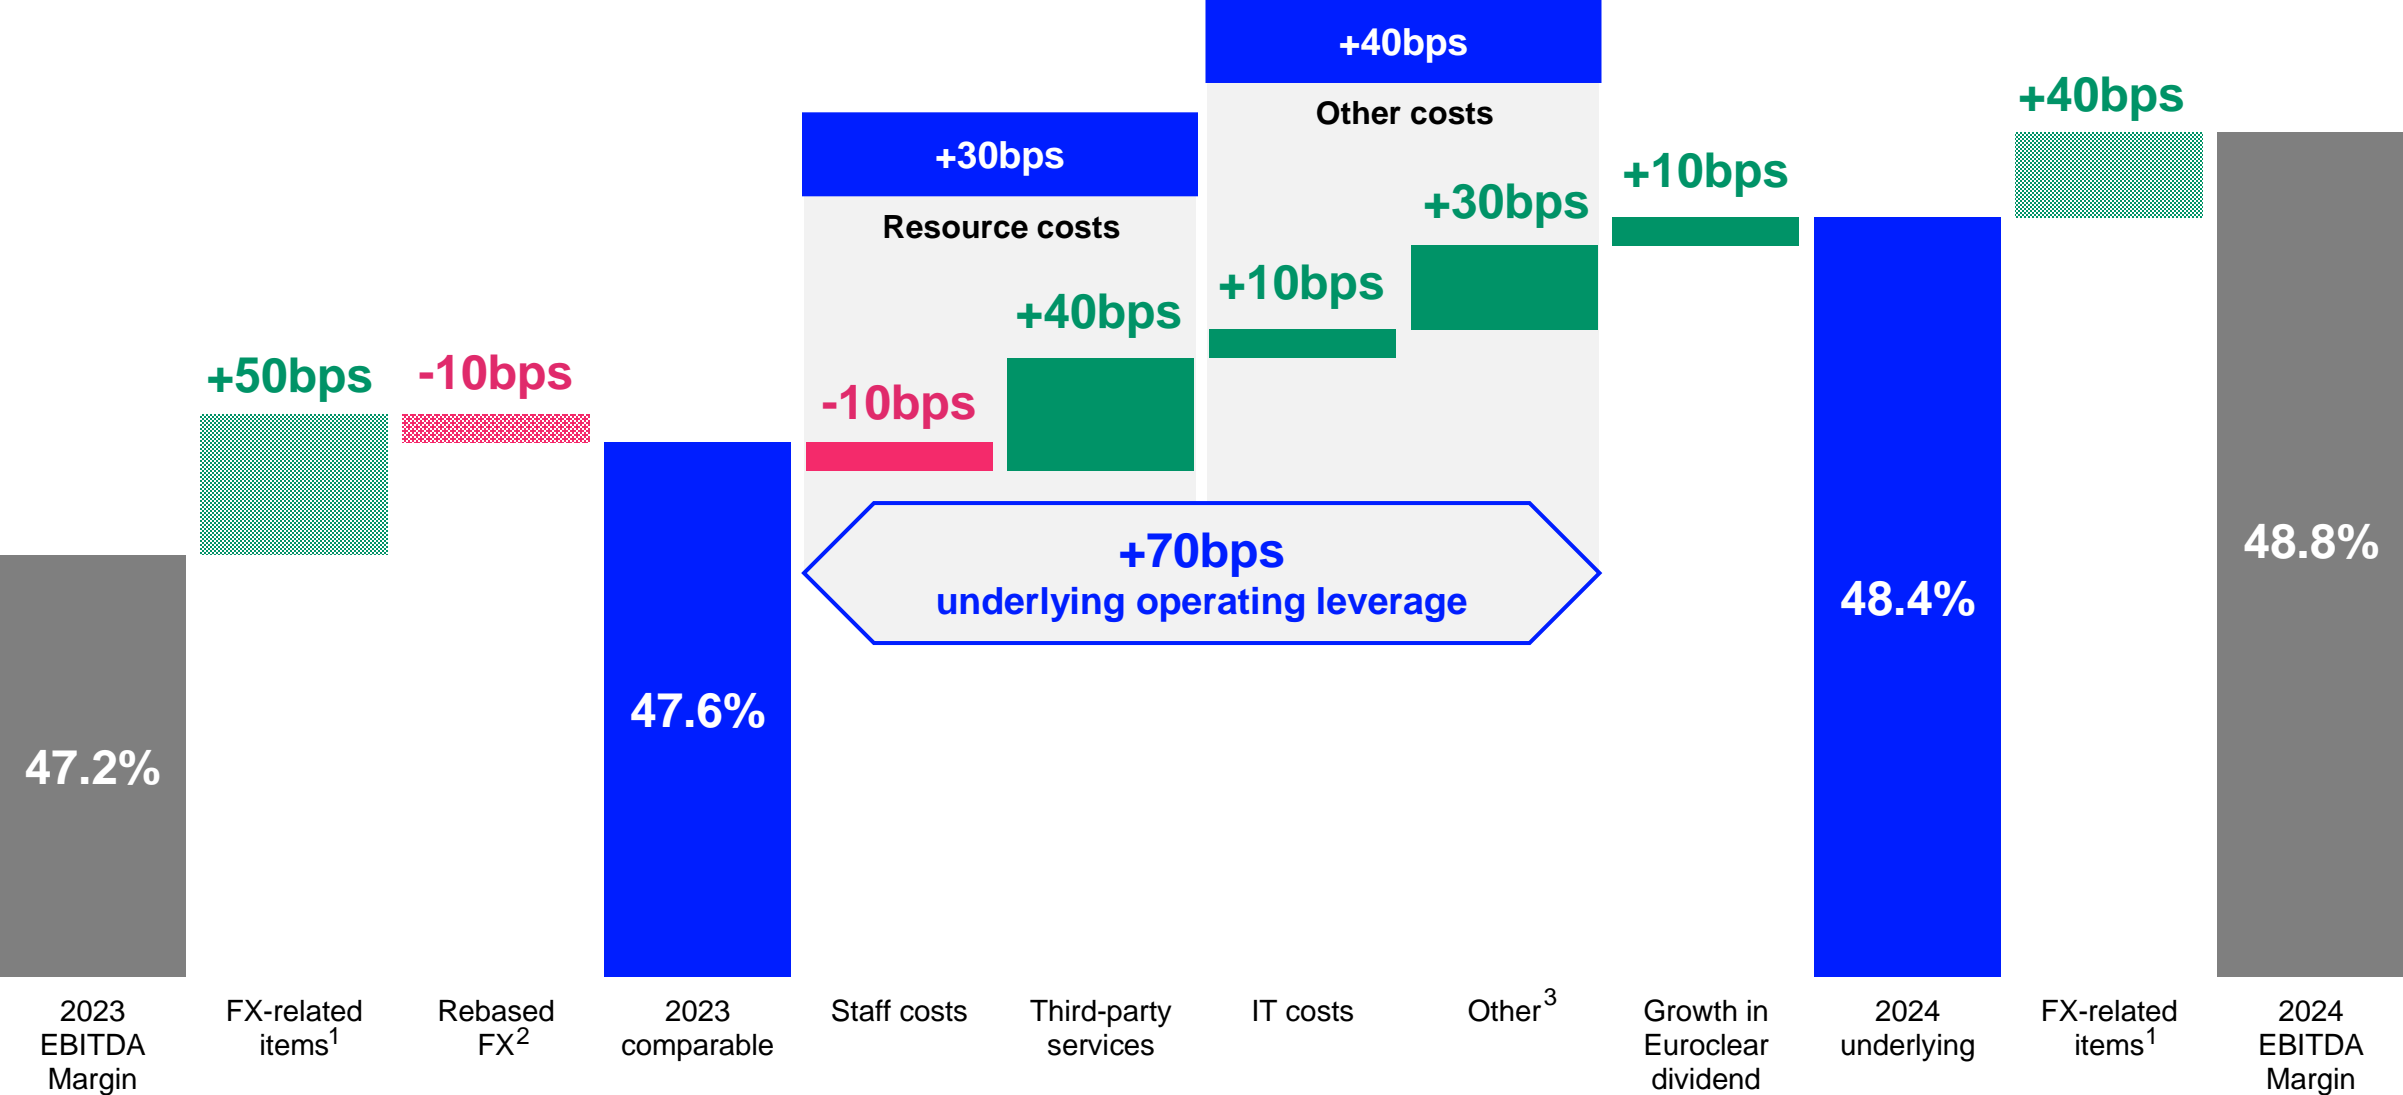 +40bps
Other costs
+30bps
Resource costs
+50bps
-10bps
-10bps
+40bps
+10bps
+30bps
+10bps
+40bps
+70bps
underlying operating leverage
47.2%
47.6%
48.4%
48.8%
2023
EBITDA
Margin
FX-related
items1
Rebased
FX2
2023
comparable
Staff costs
Third-party
services
IT costs
Other3
Growth in
Euroclear
dividend
2024
underlying
FX-related
items1
2024
EBITDA
Margin